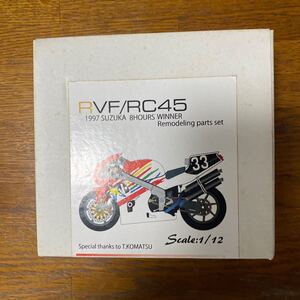 RVF/RC45
1997 SUZUKA 8HOURS WINNER
Remodeling parts set
33
Special thanks to T.KOMATSU
Scale:1/12